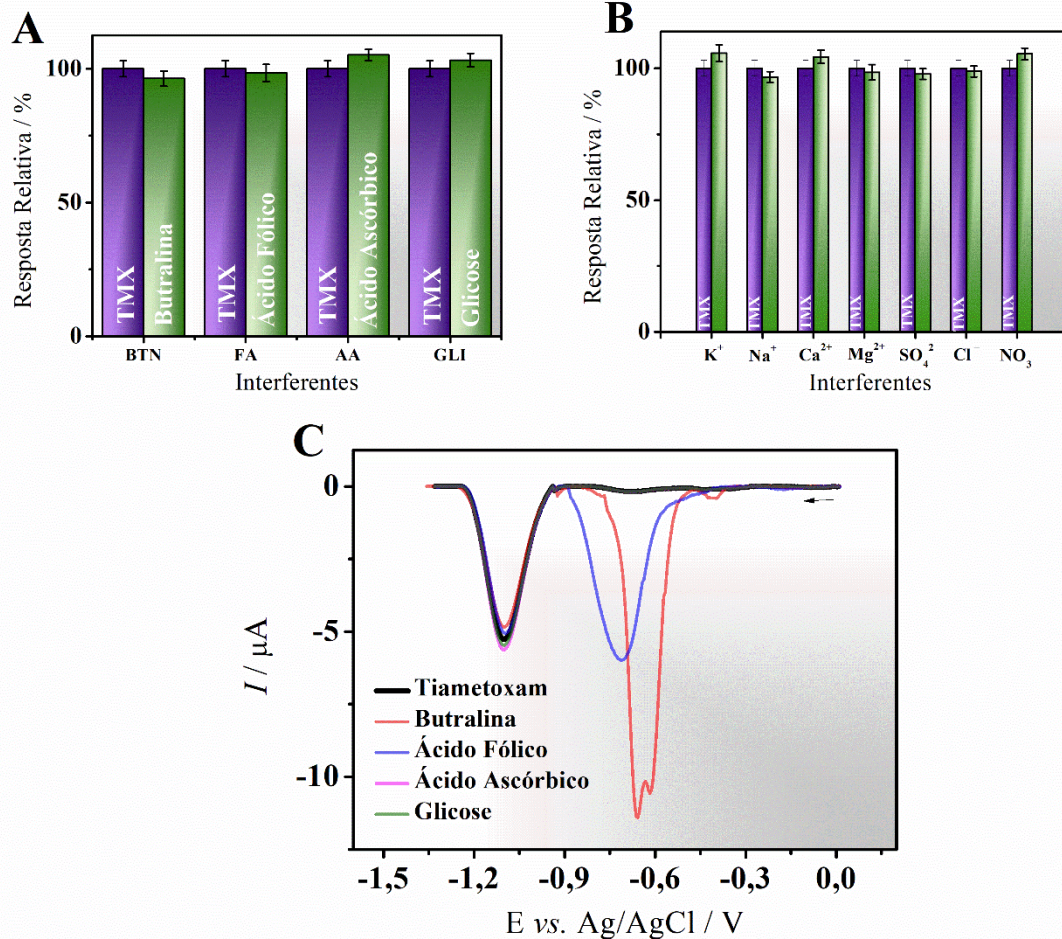 A
Resposta Relativa / %
100
50
0
TMX
Butralina
TMX
Ácido Fólico
TMX
Ácido Ascórbico
TMX
Glicose
BTN FA AA GLI
Interferentes
B
Resposta Relativa / %
100
50
0
TMX TMX TMX TMX TMX TMX TMX
K⁺ Na⁺ Ca²⁺ Mg²⁺ SO₄² Cl⁻ NO₃
Interferentes
C
I / µA
0
-5
-10
Tiametoxam
Butralina
Ácido Fólico
Ácido Ascórbico
Glicose
-1,5 -1,2 -0,9 -0,6 -0,3 0,0
E vs. Ag/AgCl / V